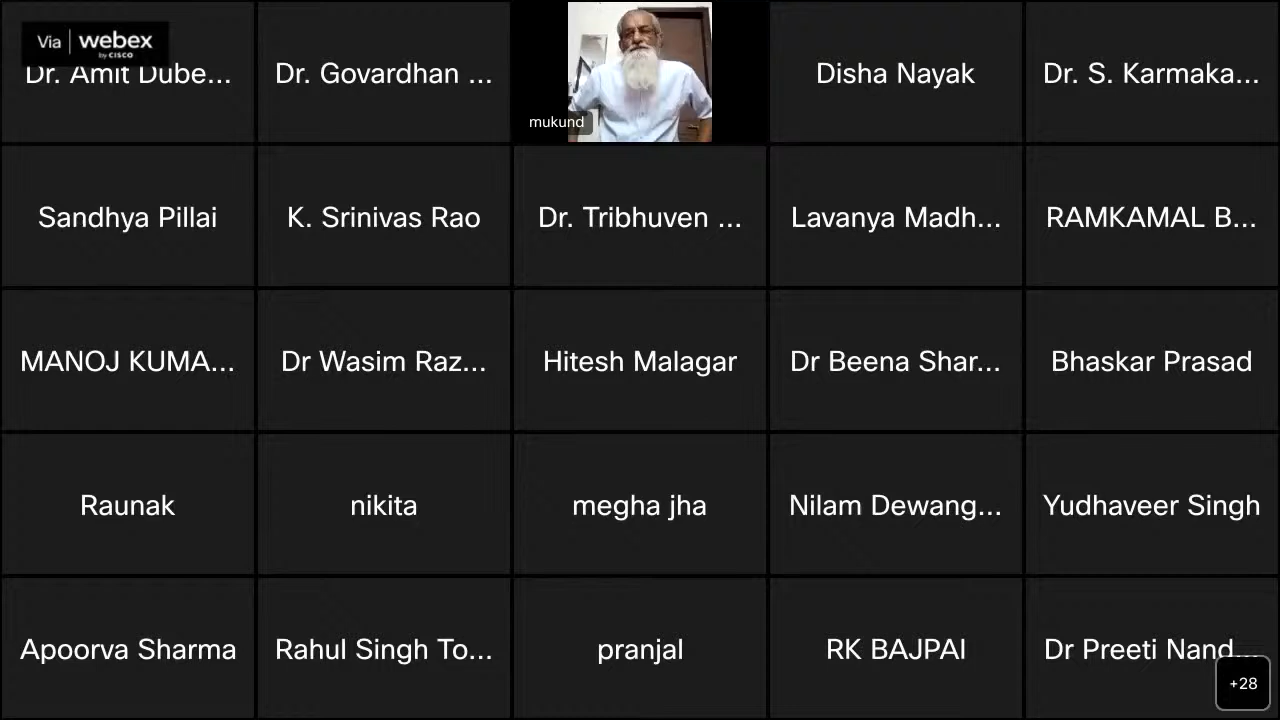 Via webex
by CISCO
Dr. Amit Dube...
Dr. Govardhan ...
mukund
Disha Nayak
Dr. S. Karmaka...
Sandhya Pillai
K. Srinivas Rao
Dr. Tribhuven ...
Lavanya Madh...
RAMKAMAL B...
MANOJ KUMA...
Dr Wasim Raz...
Hitesh Malagar
Dr Beena Shar...
Bhaskar Prasad
Raunak
nikita
megha jha
Nilam Dewang...
Yudhaveer Singh
Apoorva Sharma
Rahul Singh To...
pranjal
RK BAJPAI
Dr Preeti Nand...
+28